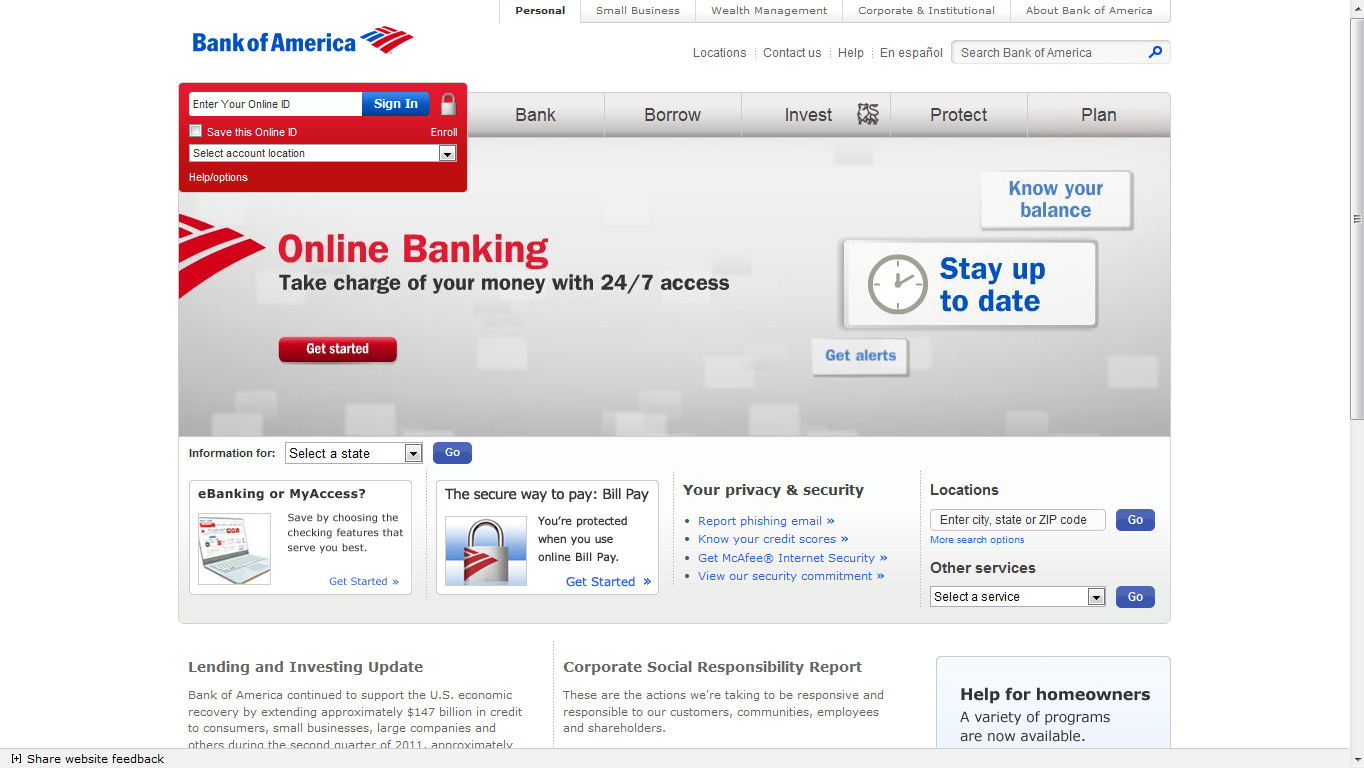 Personal
Small Business
Wealth Management
Corporate & Institutional
About Bank of America
Bank of America
Locations
Contact us
Help
En español
Search Bank of America
Enter Your Online ID
Sign In
Save this Online ID
Enroll
Select account location
Help/options
Bank
Borrow
Invest
Protect
Plan
Know your
balance
Online Banking
Take charge of your money with 24/7 access
Stay up
to date
Get started
Get alerts
Information for:
Select a state
Go
eBanking or MyAccess?
Save by choosing the
checking features that
serve you best.
Get Started »
The secure way to pay: Bill Pay
You're protected
when you use
online Bill Pay.
Get Started »
Your privacy & security
• Report phishing email »
• Know your credit scores »
• Get McAfee® Internet Security »
• View our security commitment »
Locations
Enter city, state or ZIP code
Go
More search options
Other services
Select a service
Go
Lending and Investing Update
Bank of America continued to support the U.S. economic
recovery by extending approximately $147 billion in credit
to consumers, small businesses, large companies and
others during the second quarter of 2011, approximately
Corporate Social Responsibility Report
These are the actions we're taking to be responsive and
responsible to our customers, communities, employees
and shareholders.
Help for homeowners
A variety of programs
are now available.
[+] Share website feedback